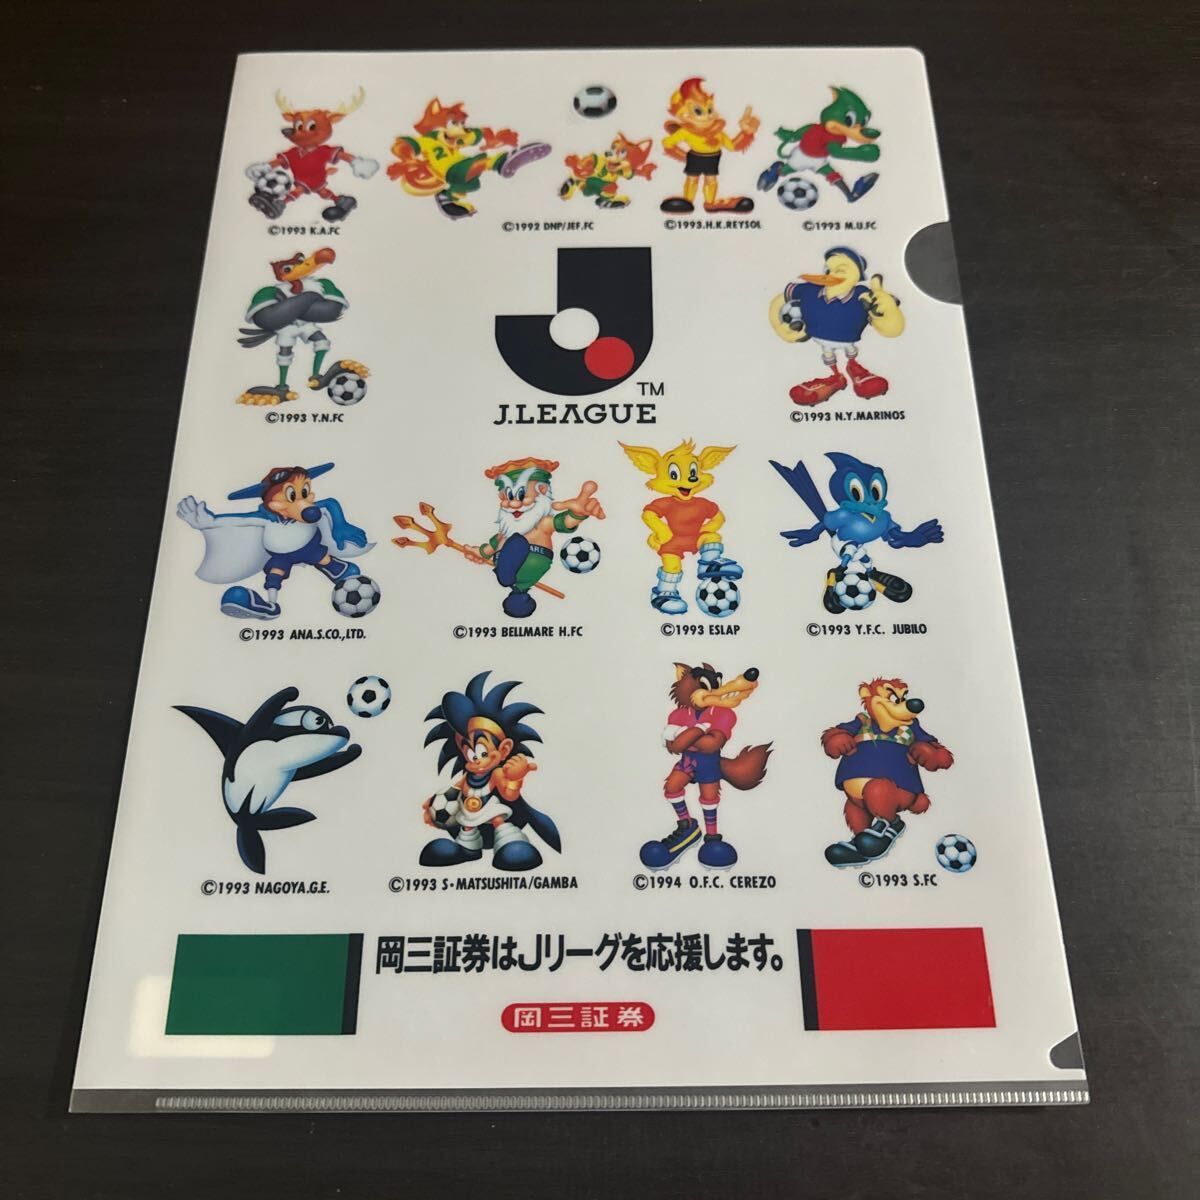 ©1993 K.A.FC
©1992 DNP/JEF.FC
©1993.H.K.REYSOL
©1993 M.U.FC
©1993 Y.N.FC
TM
J.LEAGUE
©1993 N.Y.MARINOS
©1993 ANA.S.CO.,LTD.
©1993 BELLMARE H.FC
©1993 ESLAP
©1993 Y.F.C. JUBILO
©1993 NAGOYA.G.E.
©1993 S・MATSUSHITA/GAMBA
©1994 O.F.C. CEREZO
©1993 S.FC
岡三証券はJリーグを応援します。
岡三証券